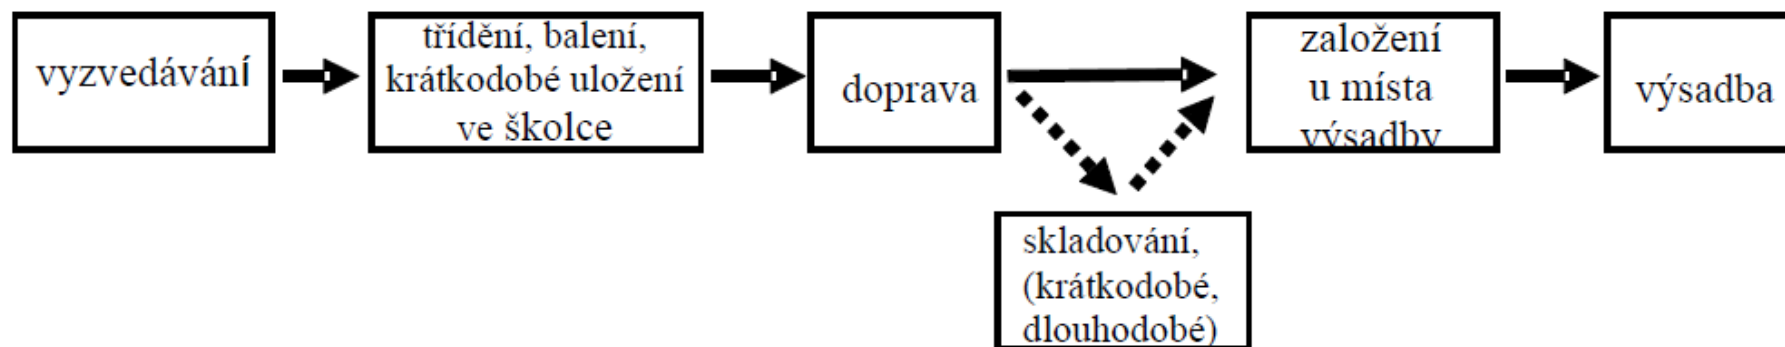 vyzvedávání
třídění, balení,
krátkodobé uložení
ve školce
doprava
založení
u místa
výsadby
výsadba
skladování,
(krátkodobé,
dlouhodobé)